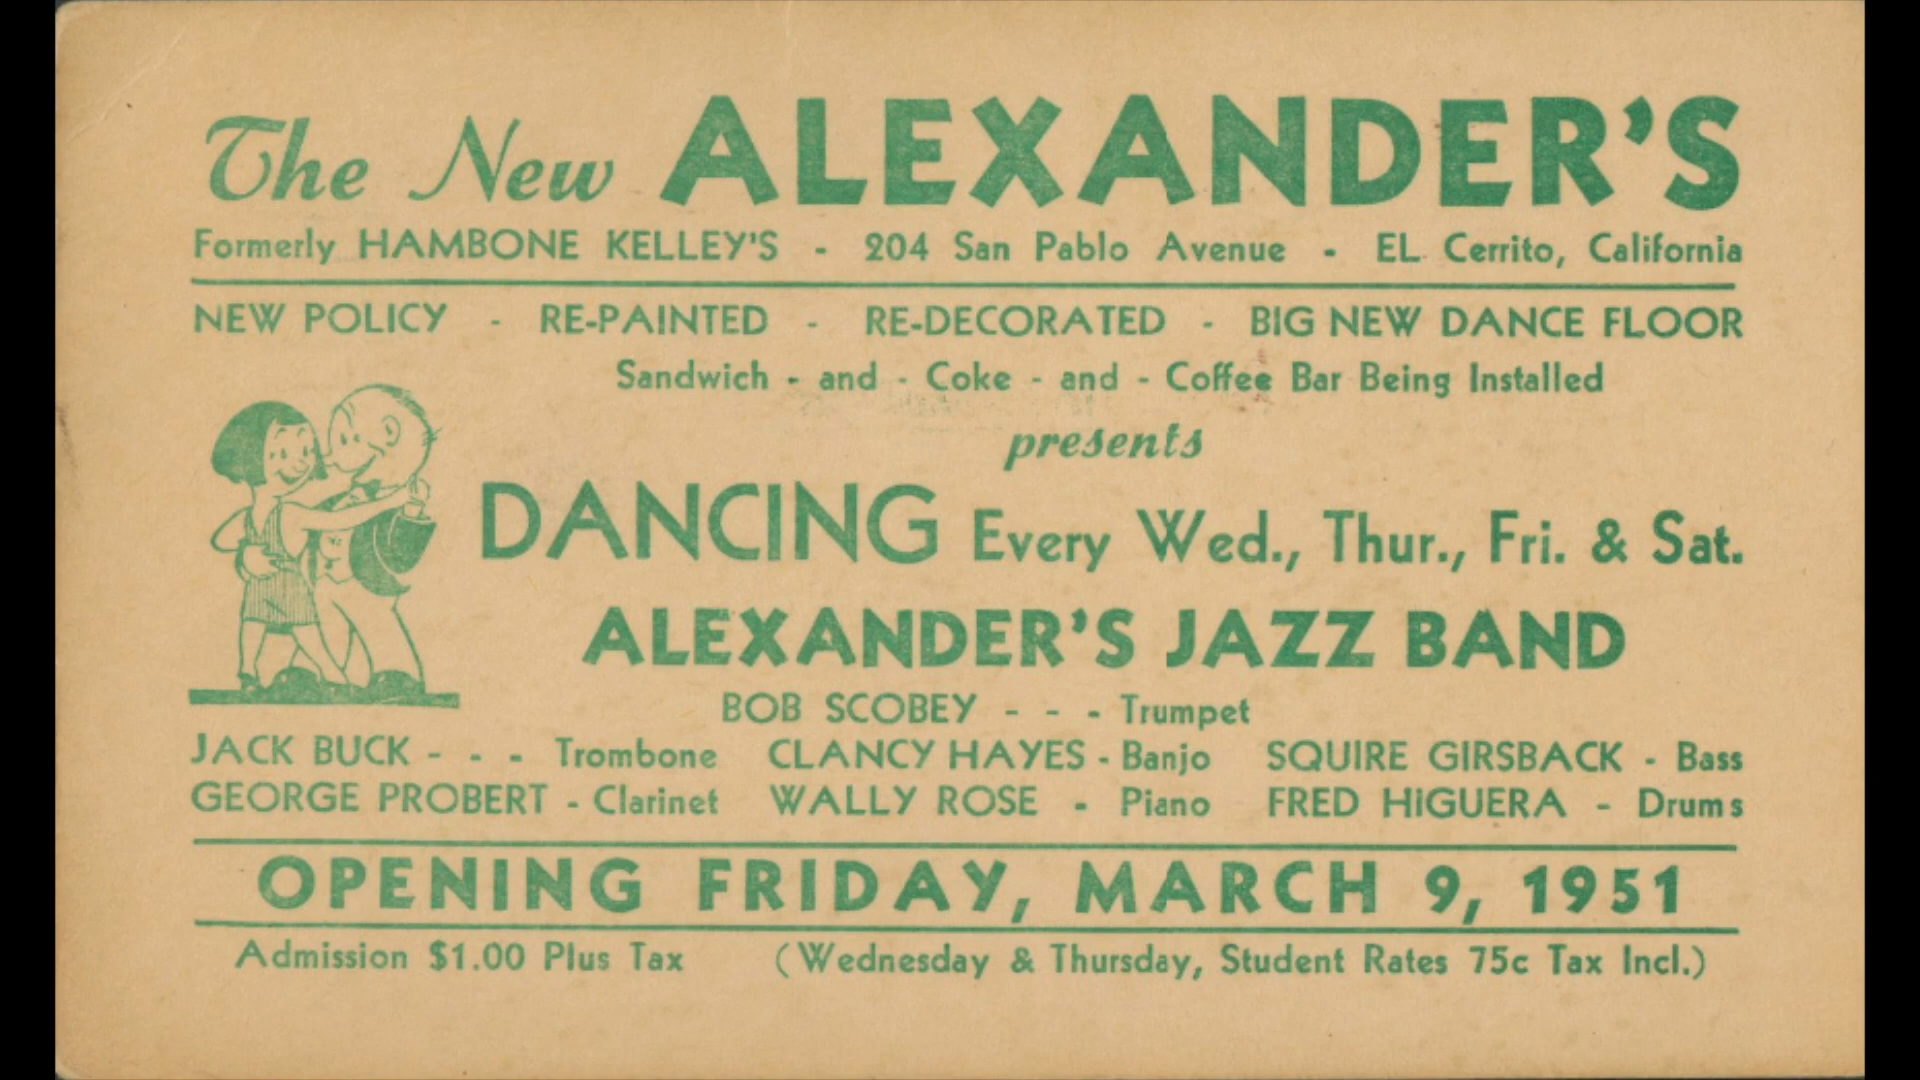 The New ALEXANDER'S
Formerly HAMBONE KELLEY'S - 204 San Pablo Avenue - EL Cerrito, California
NEW POLICY - RE-PAINTED - RE-DECORATED - BIG NEW DANCE FLOOR
Sandwich - and - Coke - and - Coffee Bar Being Installed
presents
DANCING Every Wed., Thur., Fri. & Sat.
ALEXANDER'S JAZZ BAND
BOB SCOBEY - - - Trumpet
JACK BUCK - - - Trombone CLANCY HAYES - Banjo SQUIRE GIRSBACK - Bass
GEORGE PROBERT - Clarinet WALLY ROSE - Piano FRED HIGUERA - Drums
OPENING FRIDAY, MARCH 9, 1951
Admission $1.00 Plus Tax (Wednesday & Thursday, Student Rates 75c Tax Incl.)